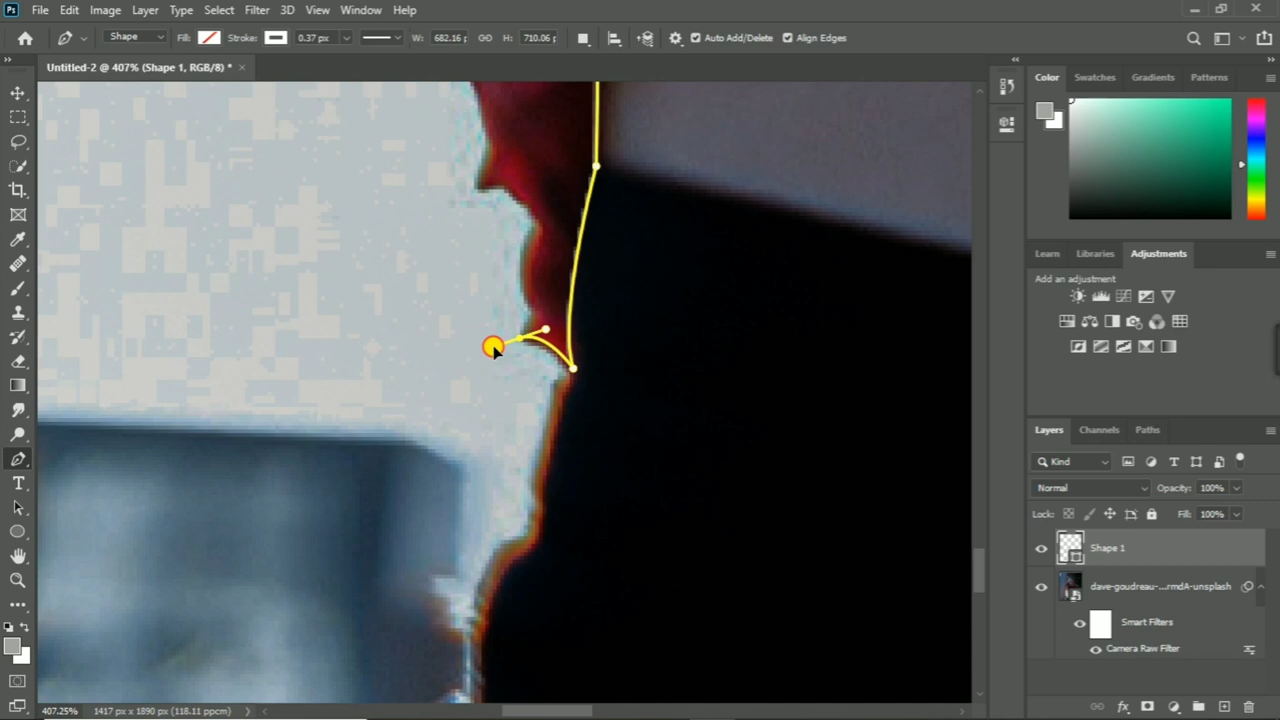 Ps File Edit Image Layer Type Select Filter 3D View Window Help
Shape Fill: Stroke: 0.37 px W: 682.16 p H: 710.06 p Auto Add/Delete Align Edges
Untitled-2 @ 407% (Shape 1, RGB/8) *
Color Swatches Gradients Patterns
Learn Libraries Adjustments
Add an adjustment
Layers Channels Paths
Kind
Normal Opacity: 100%
Lock: Fill: 100%
Shape 1
dave-goudreau-...rmdA-unsplash
Smart Filters
Camera Raw Filter
407.25% 1417 px x 1890 px (118.11 ppcm)